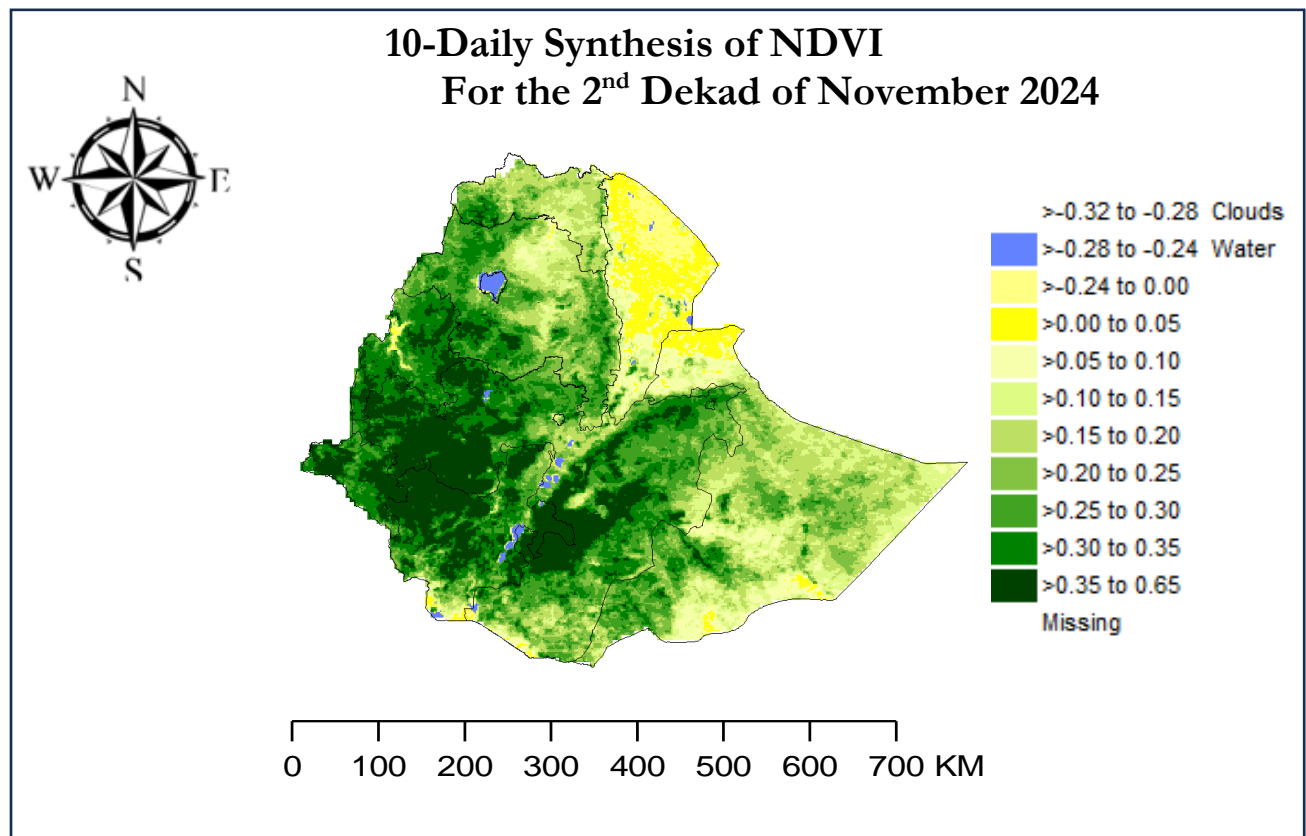 10-Daily Synthesis of NDVI
For the 2nd Dekad of November 2024
N
W
E
S
>-0.32 to -0.28 Clouds
>-0.28 to -0.24 Water
>-0.24 to 0.00
>0.00 to 0.05
>0.05 to 0.10
>0.10 to 0.15
>0.15 to 0.20
>0.20 to 0.25
>0.25 to 0.30
>0.30 to 0.35
>0.35 to 0.65
Missing
0 100 200 300 400 500 600 700 KM